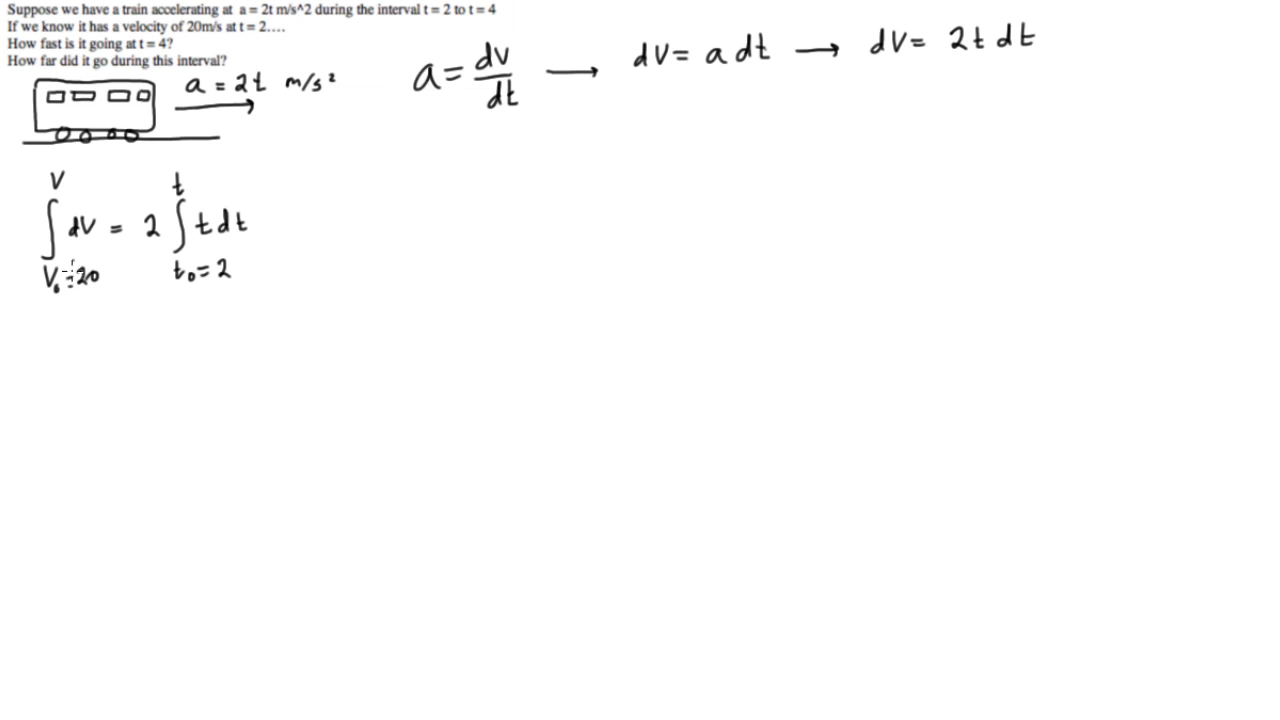 Suppose we have a train accelerating at a = 2t m/s^2 during the interval t = 2 to t = 4
If we know it has a velocity of 20m/s at t = 2....
How fast is it going at t = 4?
How far did it go during this interval?
a = 2t m/s²
a = dv/dt → dV = a dt → dV = 2t dt
V t
∫ dV = 2 ∫ t dt
V₀=20 t₀=2